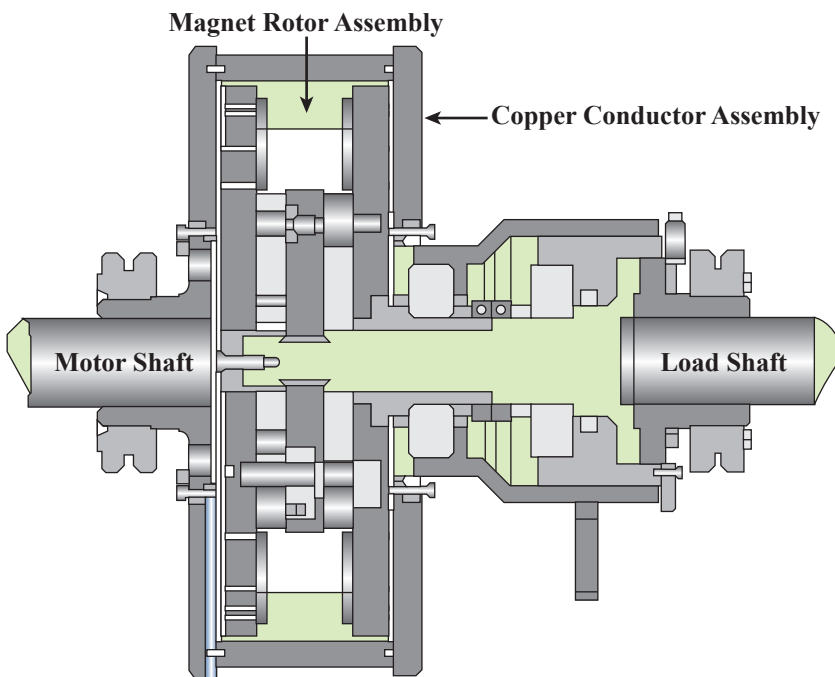 Magnet Rotor Assembly
Copper Conductor Assembly
Motor Shaft
Load Shaft